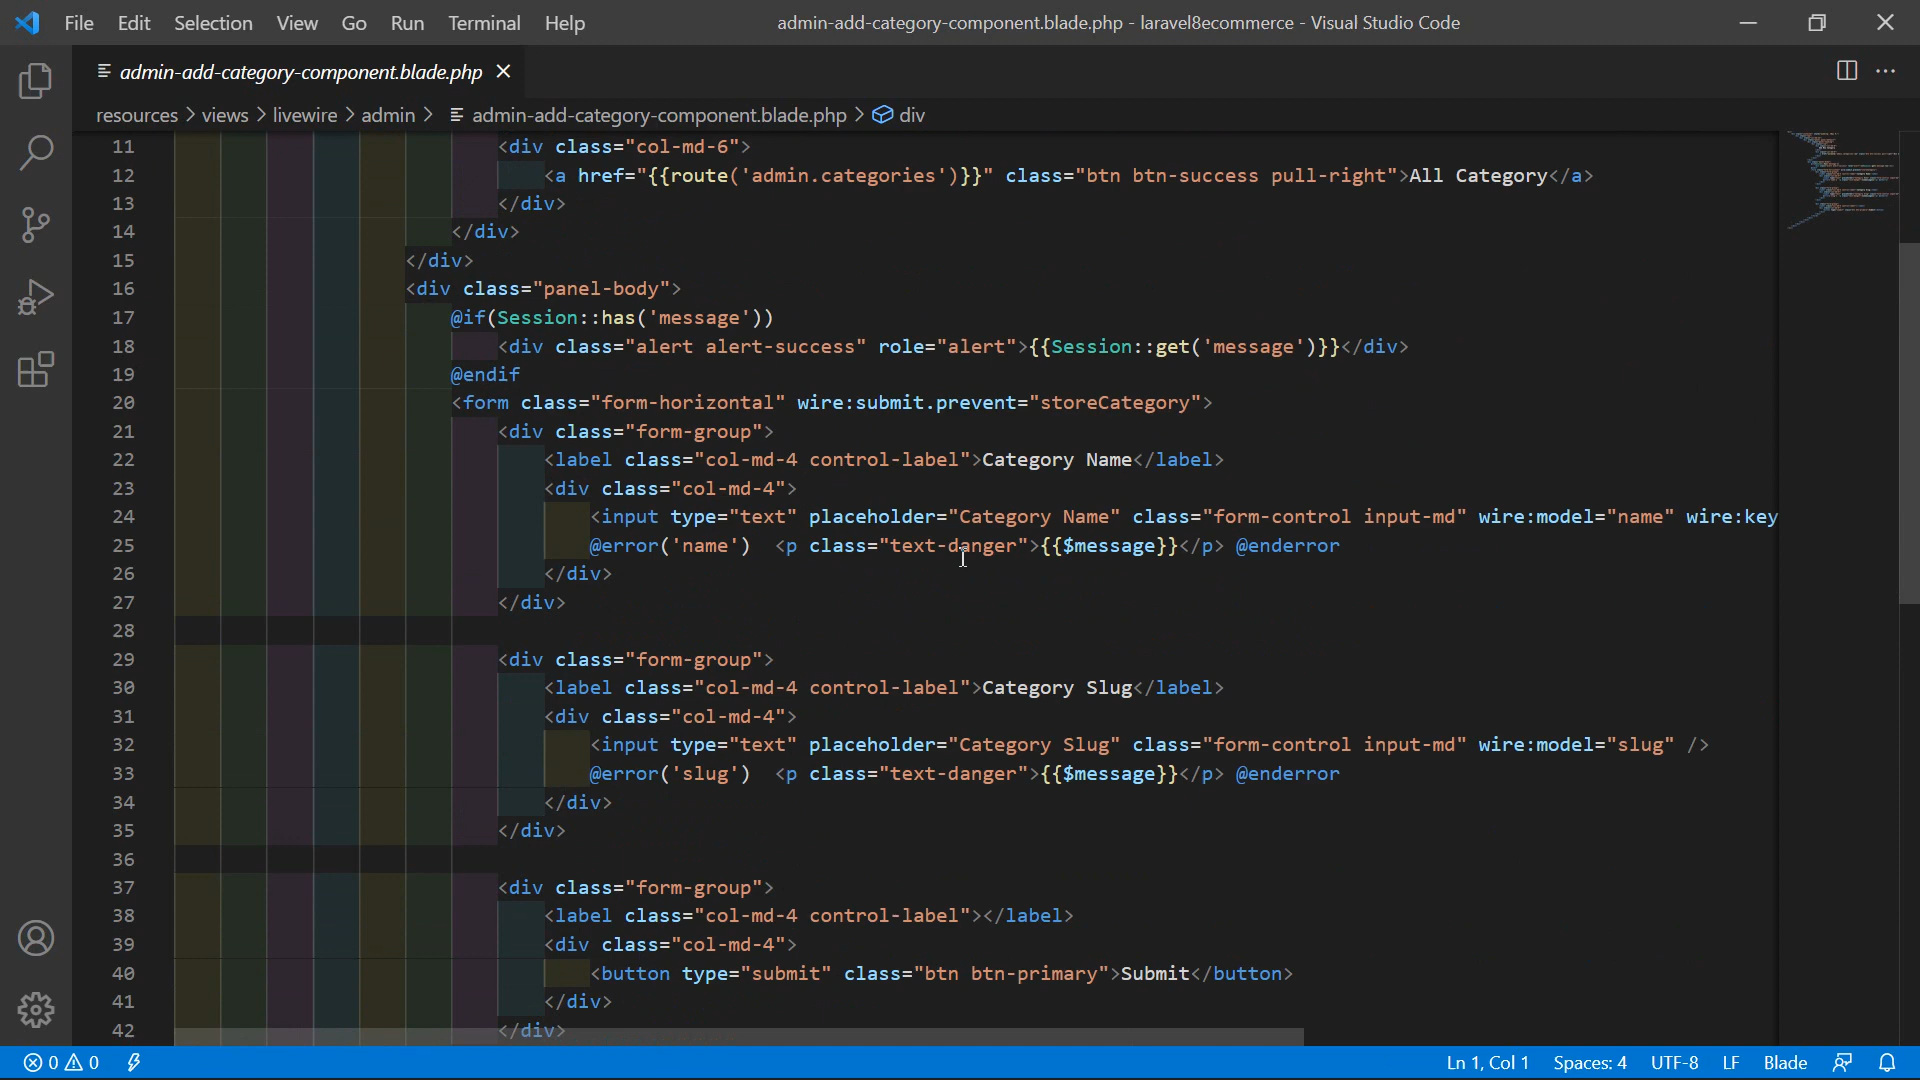 File Edit Selection View Go Run Terminal Help admin-add-category-component.blade.php - laravel8ecommerce - Visual Studio Code
admin-add-category-component.blade.php
resources > views > livewire > admin > admin-add-category-component.blade.php > div
11 <div class="col-md-6">
12 <a href="{{route('admin.categories')}}" class="btn btn-success pull-right">All Category</a>
13 </div>
14 </div>
15 </div>
16 <div class="panel-body">
17 @if(Session::has('message'))
18 <div class="alert alert-success" role="alert">{{Session::get('message')}}</div>
19 @endif
20 <form class="form-horizontal" wire:submit.prevent="storeCategory">
21 <div class="form-group">
22 <label class="col-md-4 control-label">Category Name</label>
23 <div class="col-md-4">
24 <input type="text" placeholder="Category Name" class="form-control input-md" wire:model="name" wire:key
25 @error('name') <p class="text-danger">{{$message}}</p> @enderror
26 </div>
27 </div>
28
29 <div class="form-group">
30 <label class="col-md-4 control-label">Category Slug</label>
31 <div class="col-md-4">
32 <input type="text" placeholder="Category Slug" class="form-control input-md" wire:model="slug" />
33 @error('slug') <p class="text-danger">{{$message}}</p> @enderror
34 </div>
35 </div>
36
37 <div class="form-group">
38 <label class="col-md-4 control-label"></label>
39 <div class="col-md-4">
40 <button type="submit" class="btn btn-primary">Submit</button>
41 </div>
42 </div>
0 0 Ln 1, Col 1 Spaces: 4 UTF-8 LF Blade